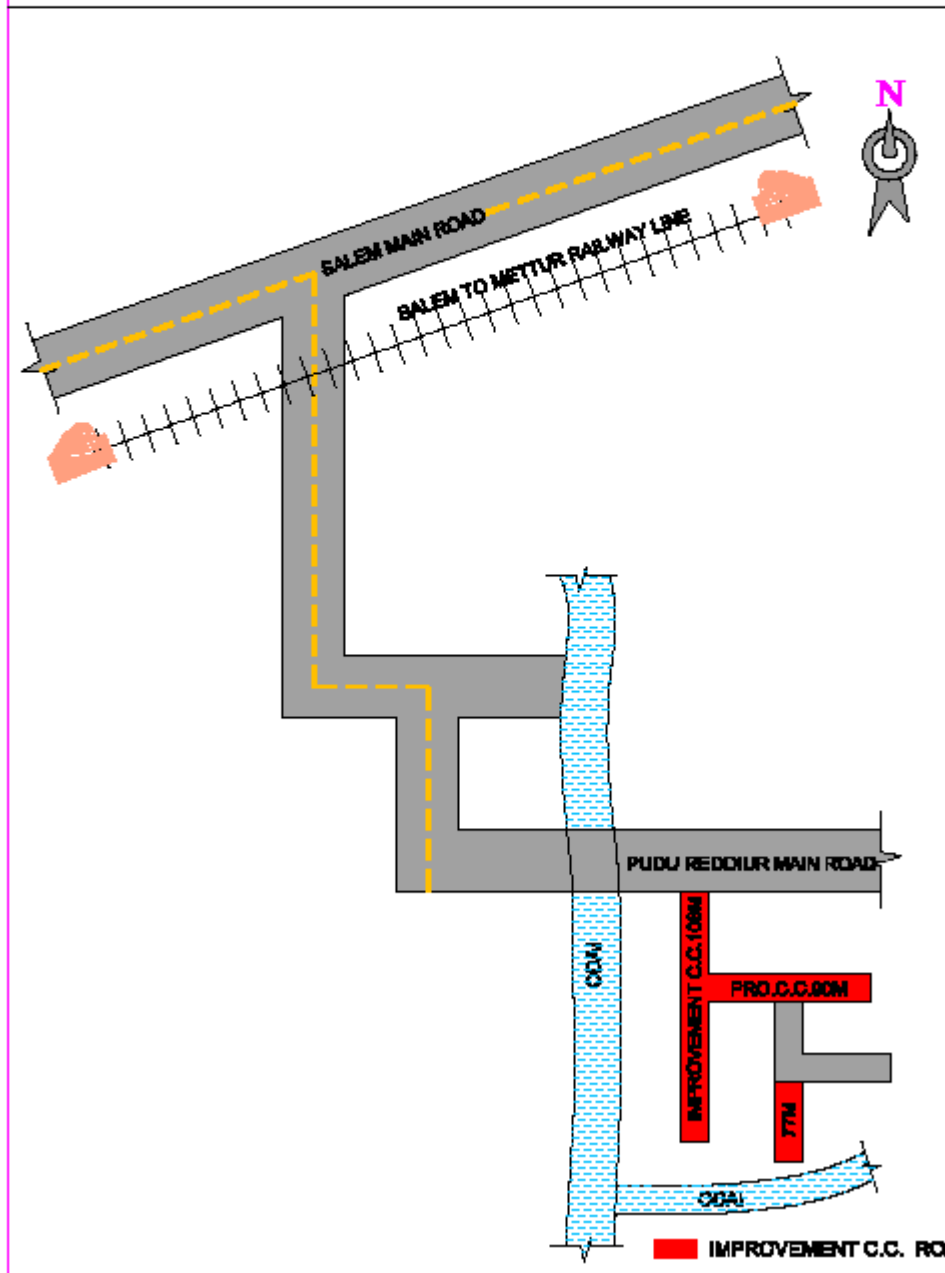 N
SALEM MAIN ROAD
SALEM TO METTUR RAILWAY LINE
PUDU REDDIUR MAIN ROAD
IMPROVEMENT C.C.
PRO.C.C.90M
77M
ODAI
ODAI
IMPROVEMENT C.C. RO